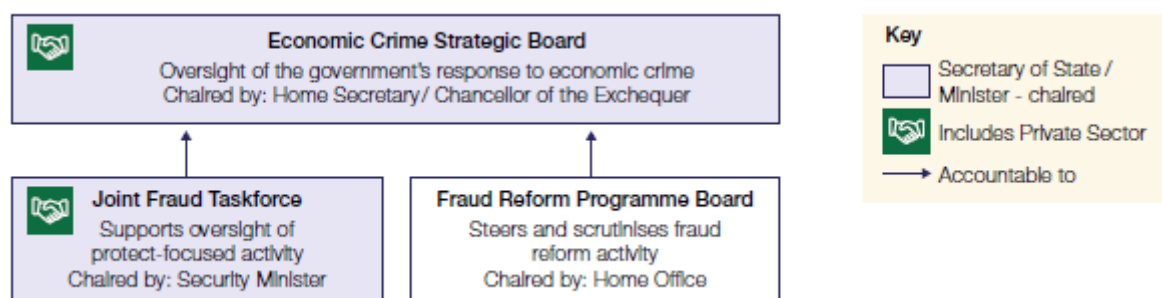 Economic Crime Strategic Board
Oversight of the government's response to economic crime
Chaired by: Home Secretary/ Chancellor of the Exchequer
Joint Fraud Taskforce
Supports oversight of
protect-focused activity
Chaired by: Security Minister
Fraud Reform Programme Board
Steers and scrutinises fraud
reform activity
Chaired by: Home Office
Key
Secretary of State /
Minister - chaired
Includes Private Sector
Accountable to